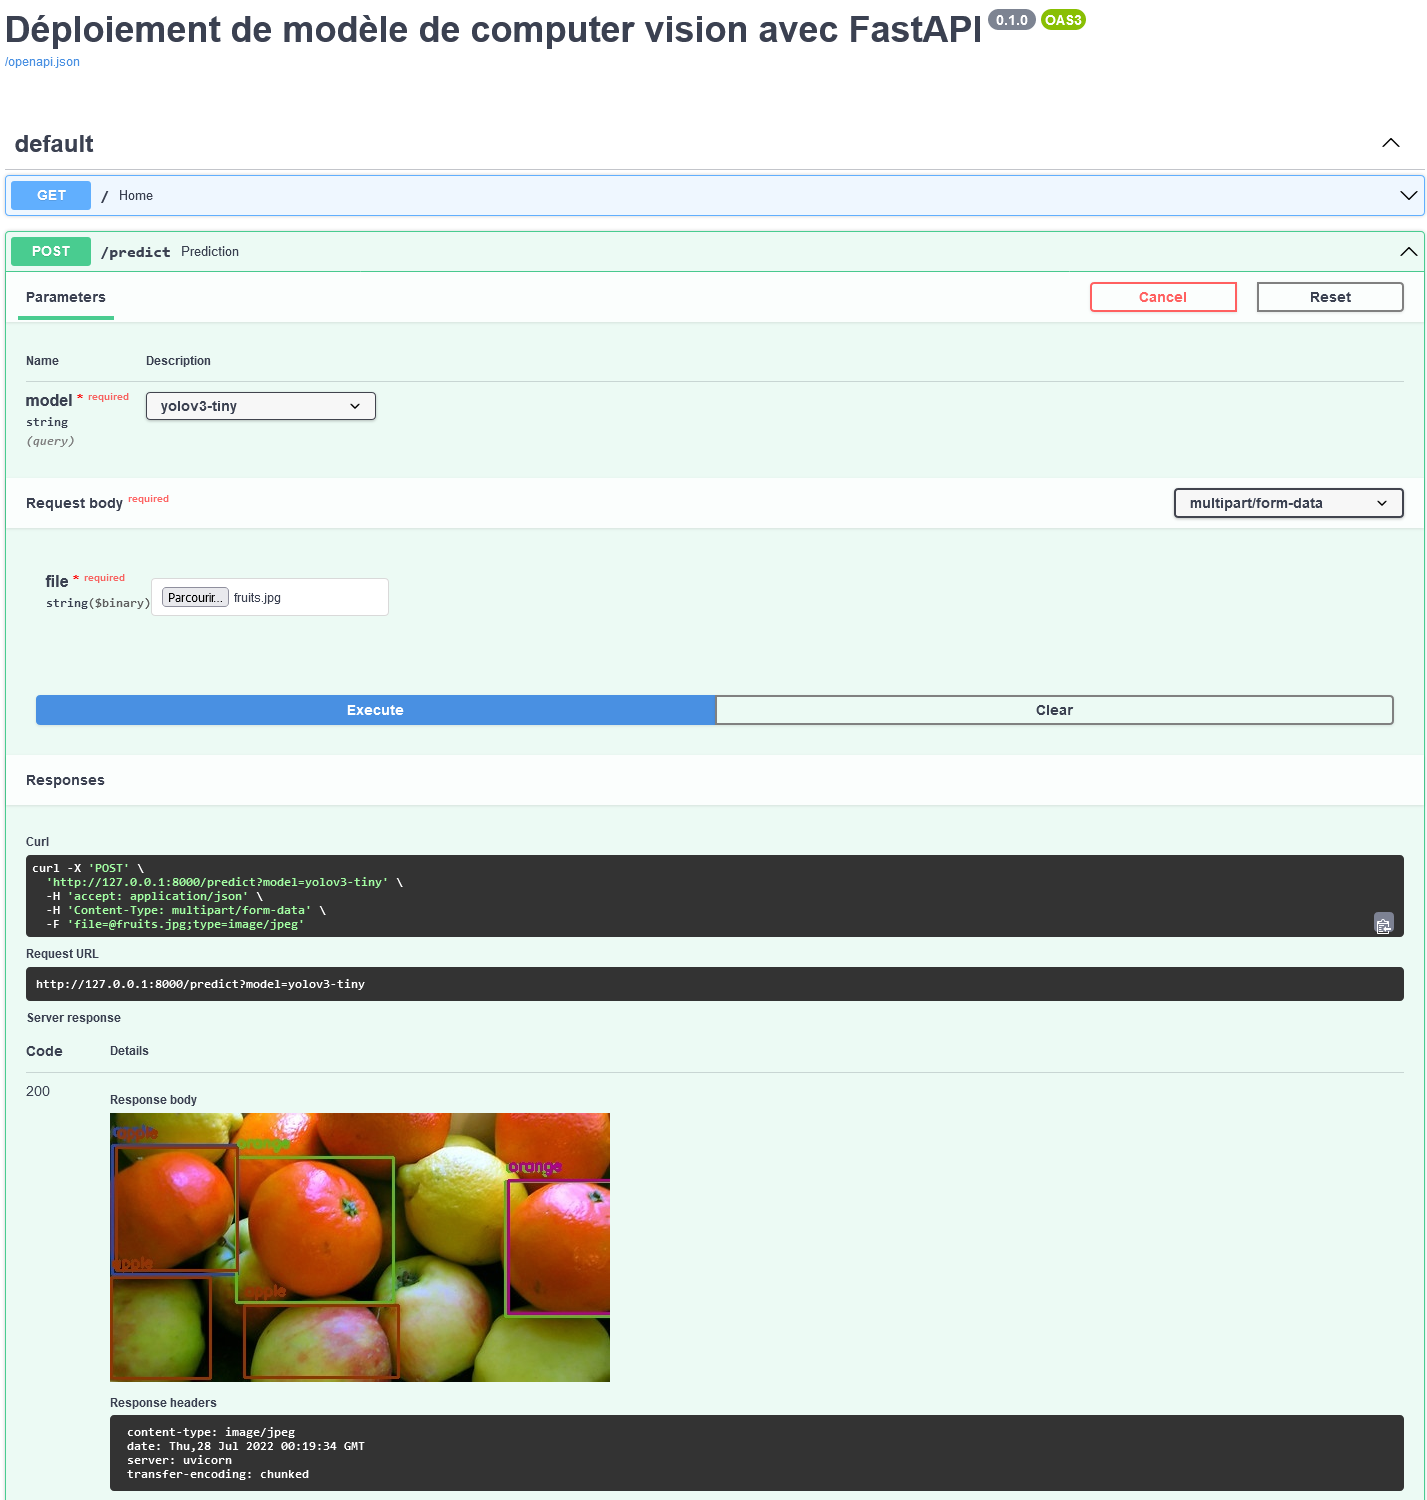 Déploiement de modèle de computer vision avec FastAPI 0.1.0 OAS3
/openapi.json
default
GET / Home
POST /predict Prediction
Parameters
Cancel
Reset
Name Description
model * required
string
(query)
yolov3-tiny
Request body required
multipart/form-data
file * required
string($binary)
Parcourir... fruits.jpg
Execute
Clear
Responses
Curl
curl -X 'POST' \
'http://127.0.0.1:8000/predict?model=yolov3-tiny' \
-H 'accept: application/json' \
-H 'Content-Type: multipart/form-data' \
-F 'file=@fruits.jpg;type=image/jpeg'
Request URL
http://127.0.0.1:8000/predict?model=yolov3-tiny
Server response
Code Details
200
Response body
apple
orange
orange
apple
apple
Response headers
content-type: image/jpeg
date: Thu,28 Jul 2022 00:19:34 GMT
server: uvicorn
transfer-encoding: chunked